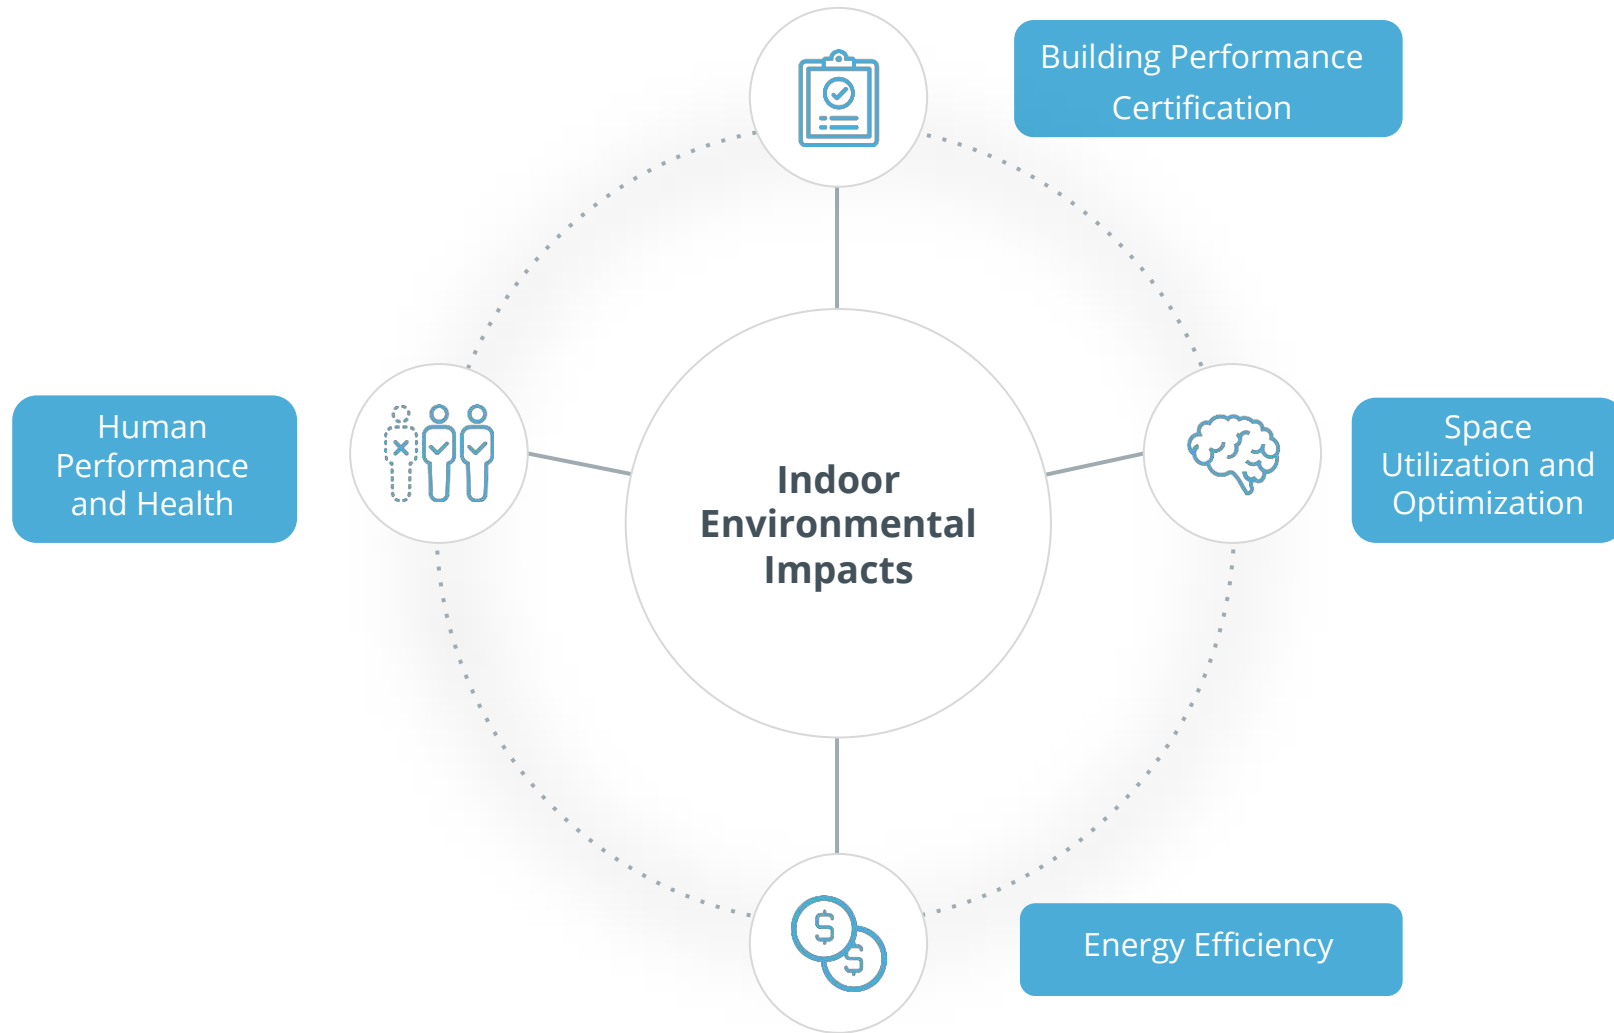 Building Performance
Certification
Human
Performance
and Health
Indoor
Environmental
Impacts
Space
Utilization and
Optimization
$
$
Energy Efficiency